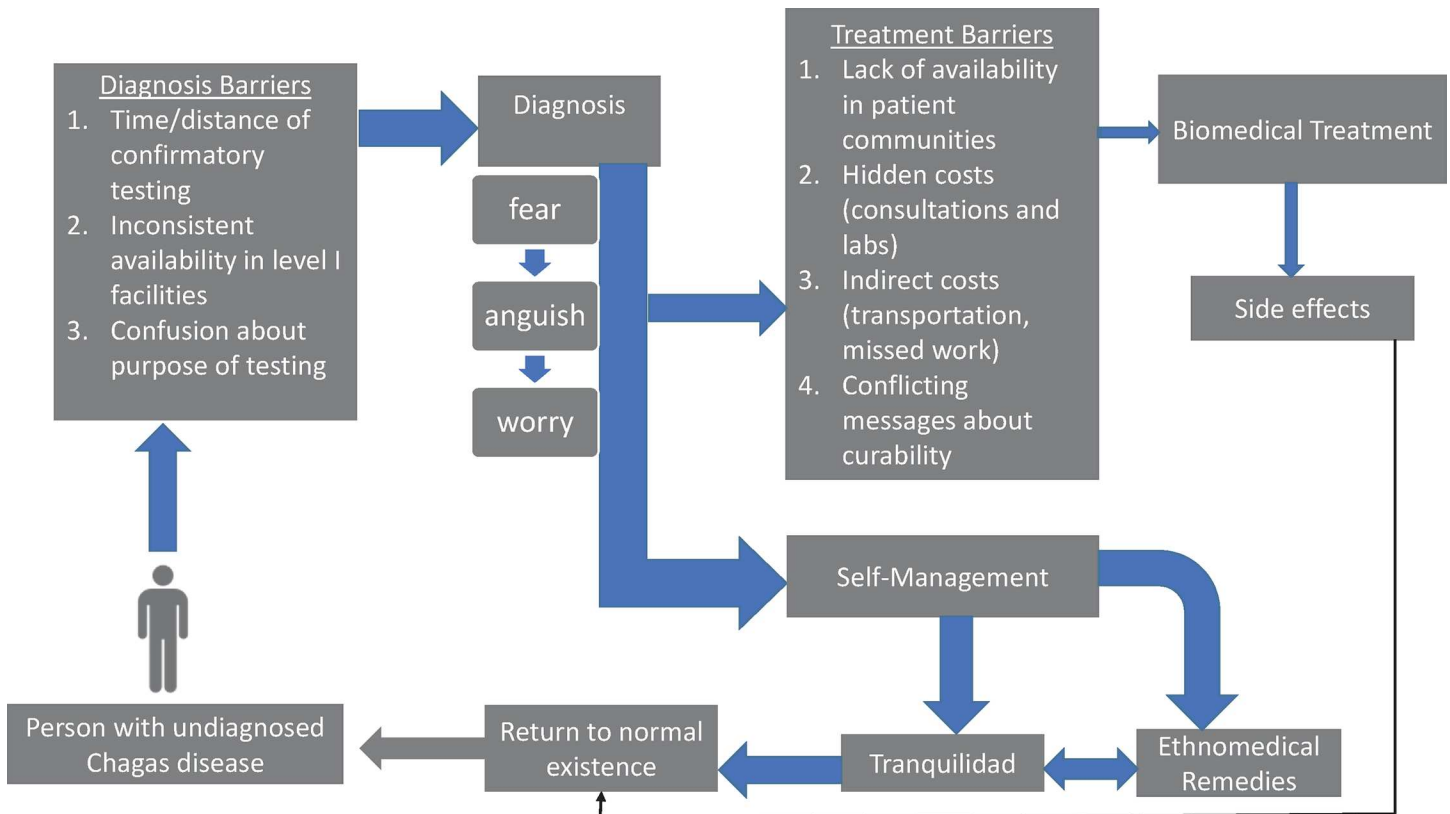 Diagnosis Barriers
1. Time/distance of
confirmatory
testing
2. Inconsistent
availability in level I
facilities
3. Confusion about
purpose of testing
Diagnosis
fear
anguish
worry
Treatment Barriers
1. Lack of availability
in patient
communities
2. Hidden costs
(consultations and
labs)
3. Indirect costs
(transportation,
missed work)
4. Conflicting
messages about
curability
Biomedical Treatment
Side effects
Self-Management
Person with undiagnosed
Chagas disease
Return to normal
existence
Tranquilidad
Ethnomedical
Remedies